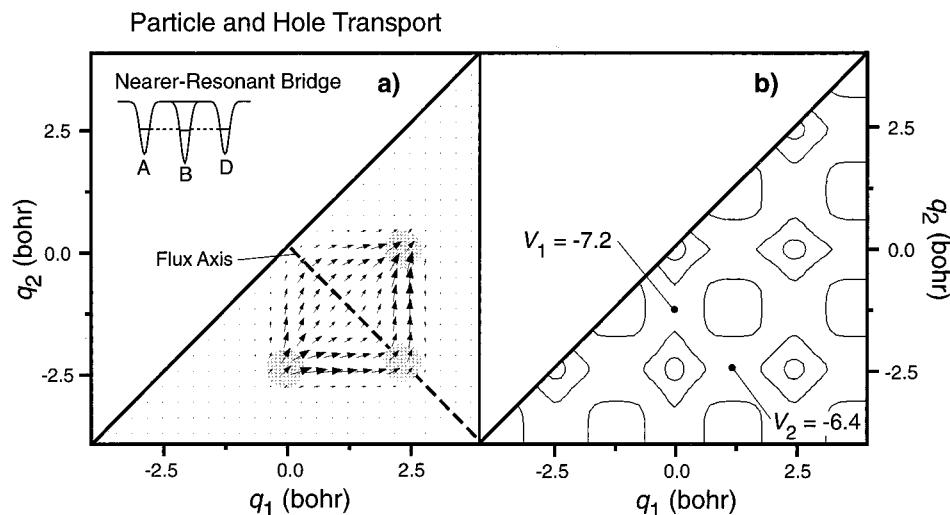 Particle and Hole Transport
Nearer-Resonant Bridge
a)
A
B
D
Flux Axis
2.5
0.0
-2.5
q2 (bohr)
-2.5
0.0
2.5
q1 (bohr)
b)
V1 = -7.2
V2 = -6.4
2.5
0.0
-2.5
q2 (bohr)
-2.5
0.0
2.5
q1 (bohr)